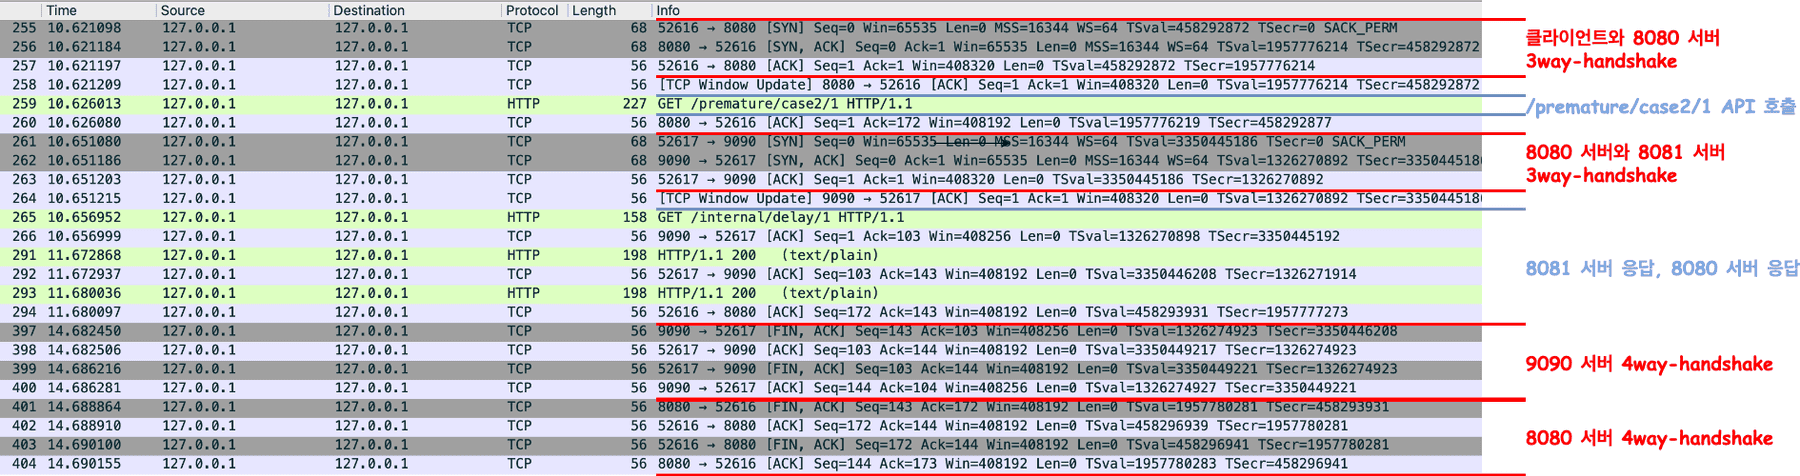 Time Source Destination Protocol Length Info
255 10.621098 127.0.0.1 127.0.0.1 TCP 68 52616 → 8080 [SYN] Seq=0 Win=65535 Len=0 MSS=16344 WS=64 TSval=458292872 TSecr=0 SACK_PERM
256 10.621184 127.0.0.1 127.0.0.1 TCP 68 8080 → 52616 [SYN, ACK] Seq=0 Ack=1 Win=65535 Len=0 MSS=16344 WS=64 TSval=1957776214 TSecr=458292872
클라이언트와 8080 서버
3way-handshake
257 10.621197 127.0.0.1 127.0.0.1 TCP 56 52616 → 8080 [ACK] Seq=1 Ack=1 Win=408320 Len=0 TSval=458292872 TSecr=1957776214
258 10.621209 127.0.0.1 127.0.0.1 TCP 56 [TCP Window Update] 8080 → 52616 [ACK] Seq=1 Ack=1 Win=408320 Len=0 TSval=1957776214 TSecr=458292872
259 10.626013 127.0.0.1 127.0.0.1 HTTP 227 GET /premature/case2/1 HTTP/1.1
/premature/case2/1 API 호출
260 10.626080 127.0.0.1 127.0.0.1 TCP 56 8080 → 52616 [ACK] Seq=1 Ack=172 Win=408192 Len=0 TSval=1957776219 TSecr=458292877
261 10.651080 127.0.0.1 127.0.0.1 TCP 68 52617 → 9090 [SYN] Seq=0 Win=65535 Len=0 MSS=16344 WS=64 TSval=3350445186 TSecr=0 SACK_PERM
262 10.651186 127.0.0.1 127.0.0.1 TCP 68 9090 → 52617 [SYN, ACK] Seq=0 Ack=1 Win=65535 Len=0 MSS=16344 WS=64 TSval=1326270892 TSecr=3350445186
8080 서버와 8081 서버
3way-handshake
263 10.651203 127.0.0.1 127.0.0.1 TCP 56 52617 → 9090 [ACK] Seq=1 Ack=1 Win=408320 Len=0 TSval=3350445186 TSecr=1326270892
264 10.651215 127.0.0.1 127.0.0.1 TCP 56 [TCP Window Update] 9090 → 52617 [ACK] Seq=1 Ack=1 Win=408320 Len=0 TSval=1326270892 TSecr=3350445186
265 10.656952 127.0.0.1 127.0.0.1 HTTP 158 GET /internal/delay/1 HTTP/1.1
266 10.656999 127.0.0.1 127.0.0.1 TCP 56 9090 → 52617 [ACK] Seq=1 Ack=103 Win=408256 Len=0 TSval=1326270898 TSecr=3350445192
291 11.672868 127.0.0.1 127.0.0.1 HTTP 198 HTTP/1.1 200 (text/plain)
292 11.672937 127.0.0.1 127.0.0.1 TCP 56 52617 → 9090 [ACK] Seq=103 Ack=143 Win=408192 Len=0 TSval=3350446208 TSecr=1326271914
8081 서버 응답, 8080 서버 응답
293 11.680036 127.0.0.1 127.0.0.1 HTTP 198 HTTP/1.1 200 (text/plain)
294 11.680097 127.0.0.1 127.0.0.1 TCP 56 52616 → 8080 [ACK] Seq=172 Ack=143 Win=408192 Len=0 TSval=458293931 TSecr=1957777273
397 14.682450 127.0.0.1 127.0.0.1 TCP 56 9090 → 52617 [FIN, ACK] Seq=143 Ack=103 Win=408256 Len=0 TSval=1326274923 TSecr=3350446208
398 14.682506 127.0.0.1 127.0.0.1 TCP 56 52617 → 9090 [ACK] Seq=103 Ack=144 Win=408192 Len=0 TSval=3350449217 TSecr=1326274923
9090 서버 4way-handshake
399 14.686216 127.0.0.1 127.0.0.1 TCP 56 52617 → 9090 [FIN, ACK] Seq=103 Ack=144 Win=408192 Len=0 TSval=3350449221 TSecr=1326274923
400 14.686281 127.0.0.1 127.0.0.1 TCP 56 9090 → 52617 [ACK] Seq=144 Ack=104 Win=408256 Len=0 TSval=1326274927 TSecr=3350449221
401 14.688864 127.0.0.1 127.0.0.1 TCP 56 8080 → 52616 [FIN, ACK] Seq=143 Ack=172 Win=408192 Len=0 TSval=1957780281 TSecr=458293931
402 14.688910 127.0.0.1 127.0.0.1 TCP 56 52616 → 8080 [ACK] Seq=172 Ack=144 Win=408192 Len=0 TSval=458296939 TSecr=1957780281
8080 서버 4way-handshake
403 14.690100 127.0.0.1 127.0.0.1 TCP 56 52616 → 8080 [FIN, ACK] Seq=172 Ack=144 Win=408192 Len=0 TSval=458296941 TSecr=1957780281
404 14.690155 127.0.0.1 127.0.0.1 TCP 56 8080 → 52616 [ACK] Seq=144 Ack=173 Win=408192 Len=0 TSval=1957780283 TSecr=458296941